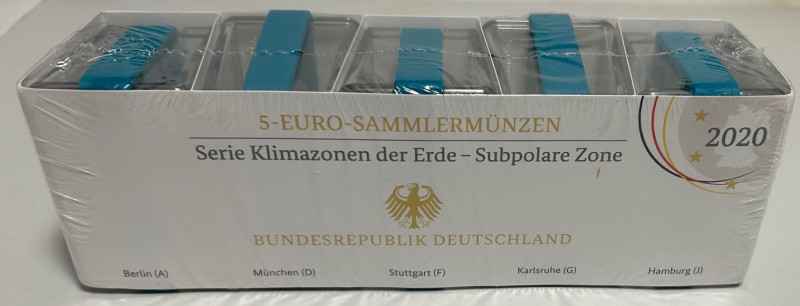 5-EURO-SAMMLERMÜNZEN
2020
Serie Klimazonen der Erde – Subpolare Zone
BUNDESREPUBLIK DEUTSCHLAND
Berlin (A) München (D) Stuttgart (F) Karlsruhe (G) Hamburg (J)